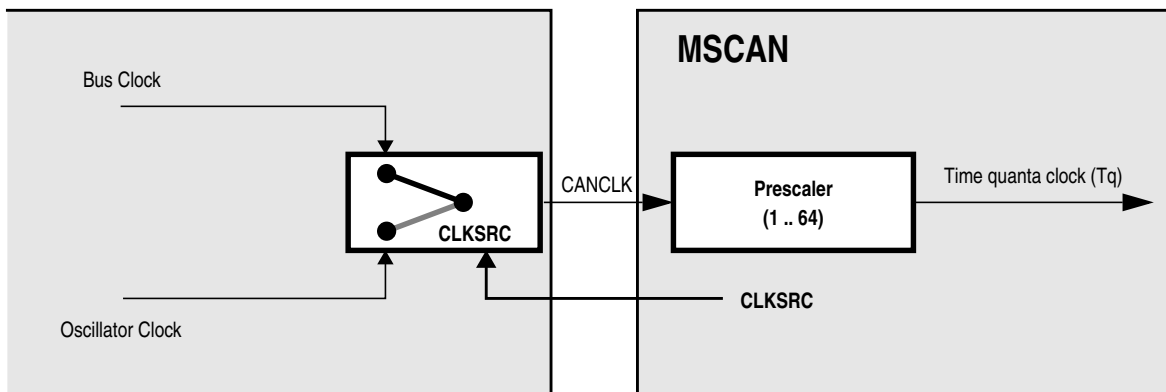 MSCAN
Bus Clock
CANCLK
Prescaler
(1 .. 64)
Time quanta clock (Tq)
CLKSRC
CLKSRC
Oscillator Clock